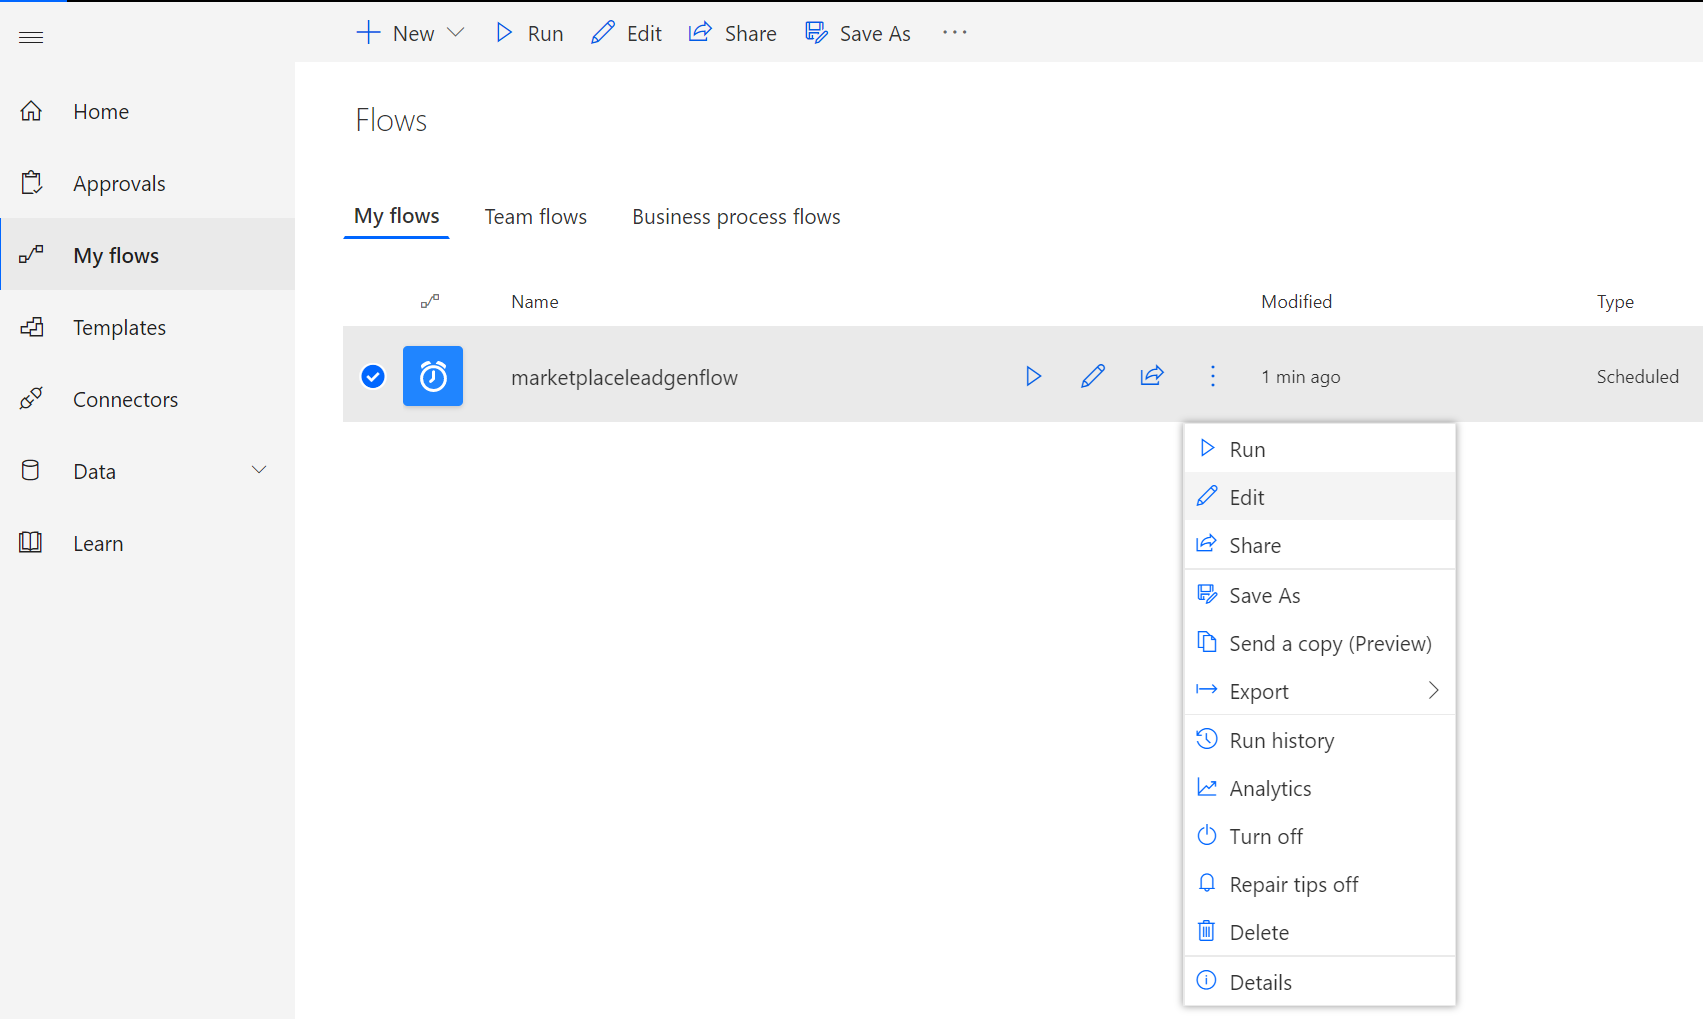 New Run Edit Share Save As
Home
Approvals
My flows
Templates
Connectors
Data
Learn
Flows
My flows Team flows Business process flows
Name Modified Type
marketplaceleadgenflow 1 min ago Scheduled
Run
Edit
Share
Save As
Send a copy (Preview)
Export
Run history
Analytics
Turn off
Repair tips off
Delete
Details